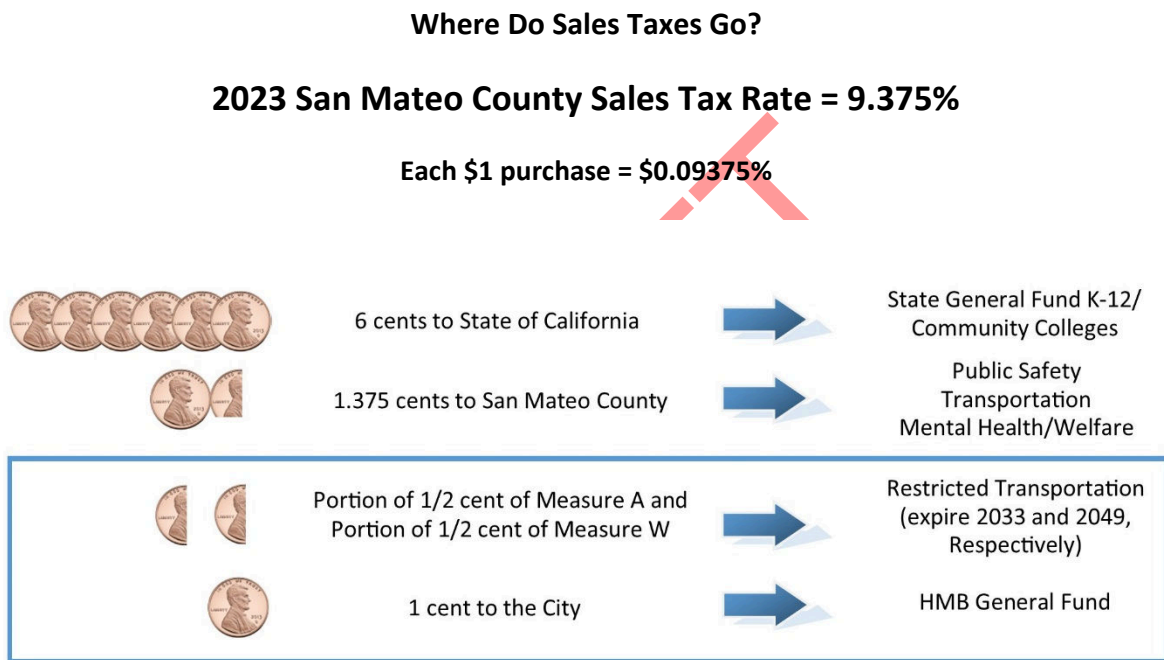 Where Do Sales Taxes Go?
2023 San Mateo County Sales Tax Rate = 9.375%
Each $1 purchase = $0.09375%
6 cents to State of California
State General Fund K-12/
Community Colleges
1.375 cents to San Mateo County
Public Safety
Transportation
Mental Health/Welfare
Portion of 1/2 cent of Measure A and
Portion of 1/2 cent of Measure W
Restricted Transportation
(expire 2033 and 2049,
Respectively)
1 cent to the City
HMB General Fund